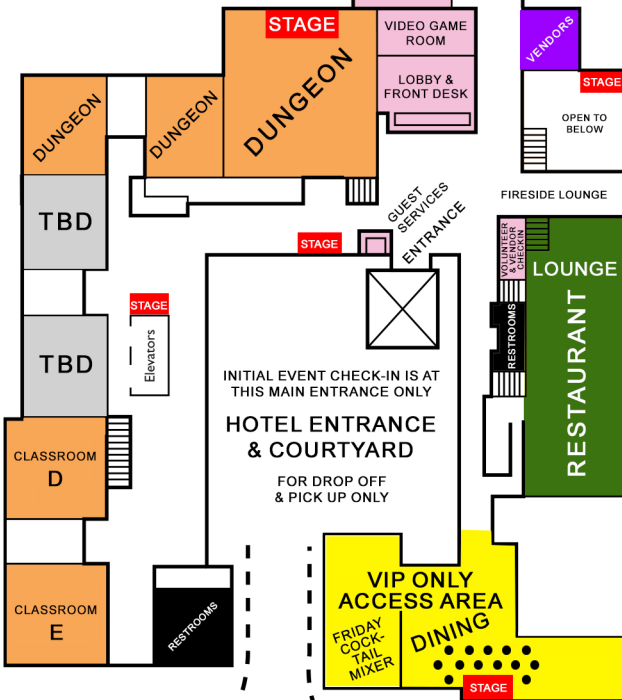 STAGE
VIDEO GAME
ROOM
VENDORS
DUNGEON
LOBBY &
FRONT DESK
STAGE
DUNGEON
DUNGEON
OPEN TO
BELOW
TBD
GUEST
SERVICES
FIRESIDE LOUNGE
ENTRANCE
STAGE
VOLUNTEER
& VENDOR
CHECKIN
LOUNGE
STAGE
Elevators
TBD
RESTROOMS
RESTAURANT
INITIAL EVENT CHECK-IN IS AT
THIS MAIN ENTRANCE ONLY
HOTEL ENTRANCE
& COURTYARD
FOR DROP OFF
& PICK UP ONLY
CLASSROOM
D
CLASSROOM
E
RESTROOMS
VIP ONLY
ACCESS AREA
FRIDAY
COCK-
TAIL
MIXER
DINING
STAGE